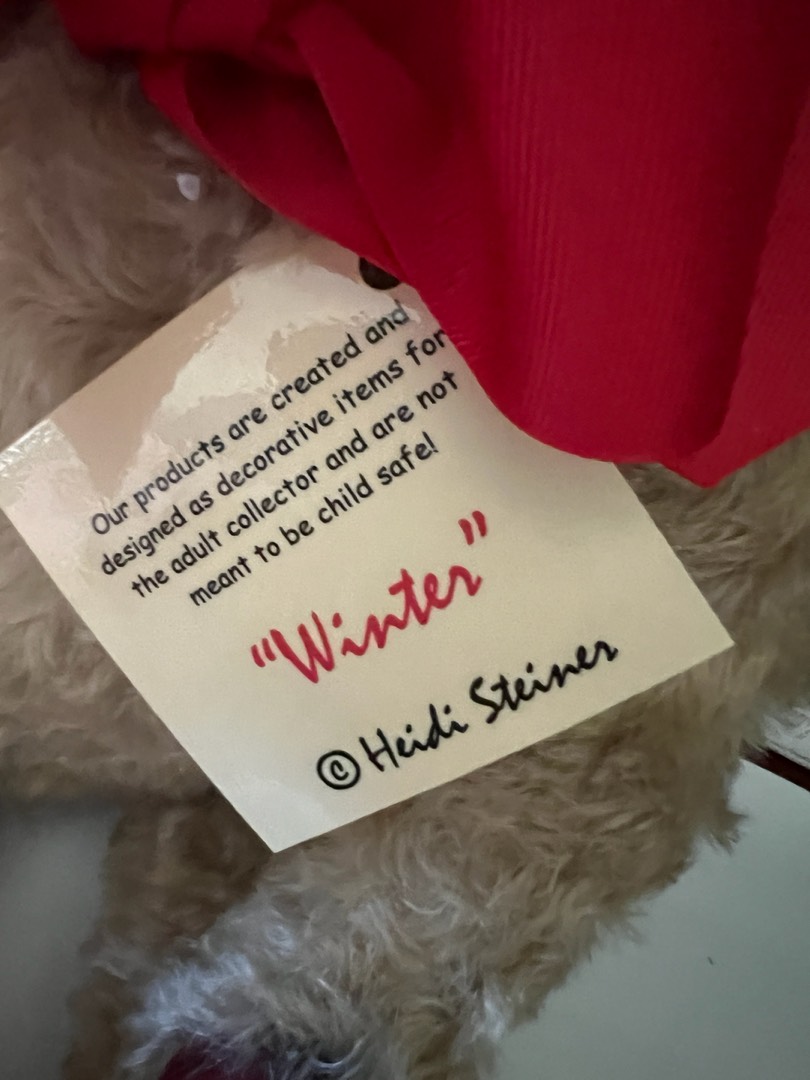 Our products are created and
designed as decorative items for
the adult collector and are not
meant to be child safe!
"Winter"
© Heidi Steiner